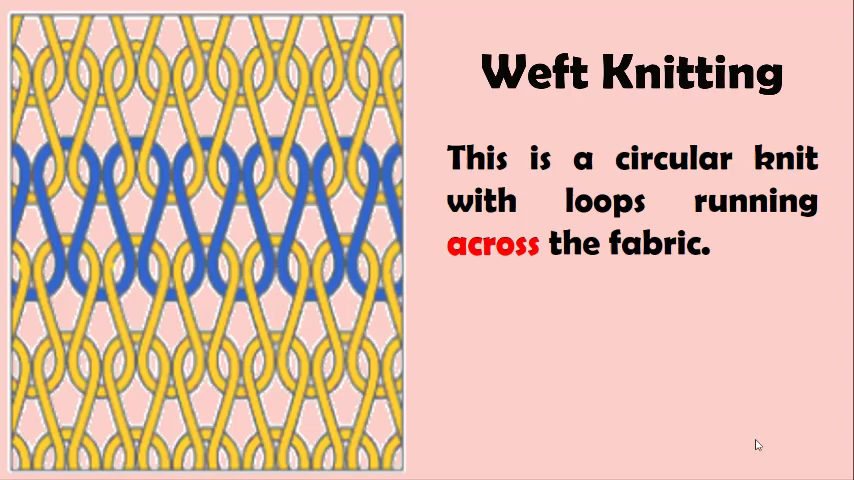 Weft Knitting
This is a circular knit
with loops running
across the fabric.